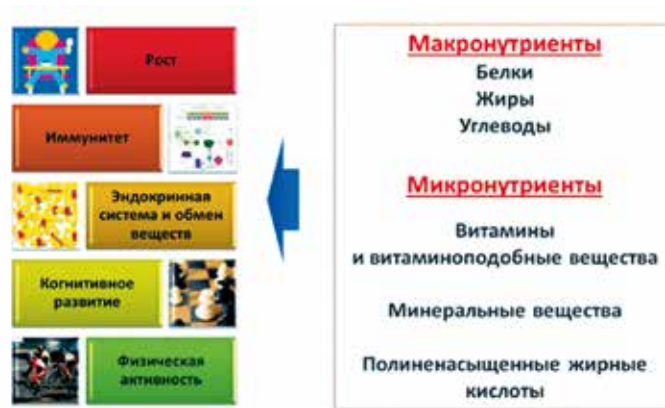 Рост
Иммунитет
Эндокринная
система и обмен
веществ
Когнитивное
развитие
Физическая
активность
Макронутриенты
Белки
Жиры
Углеводы
Микронутриенты
Витамины
и витаминоподобные вещества
Минеральные вещества
Полиненасыщенные жирные
кислоты